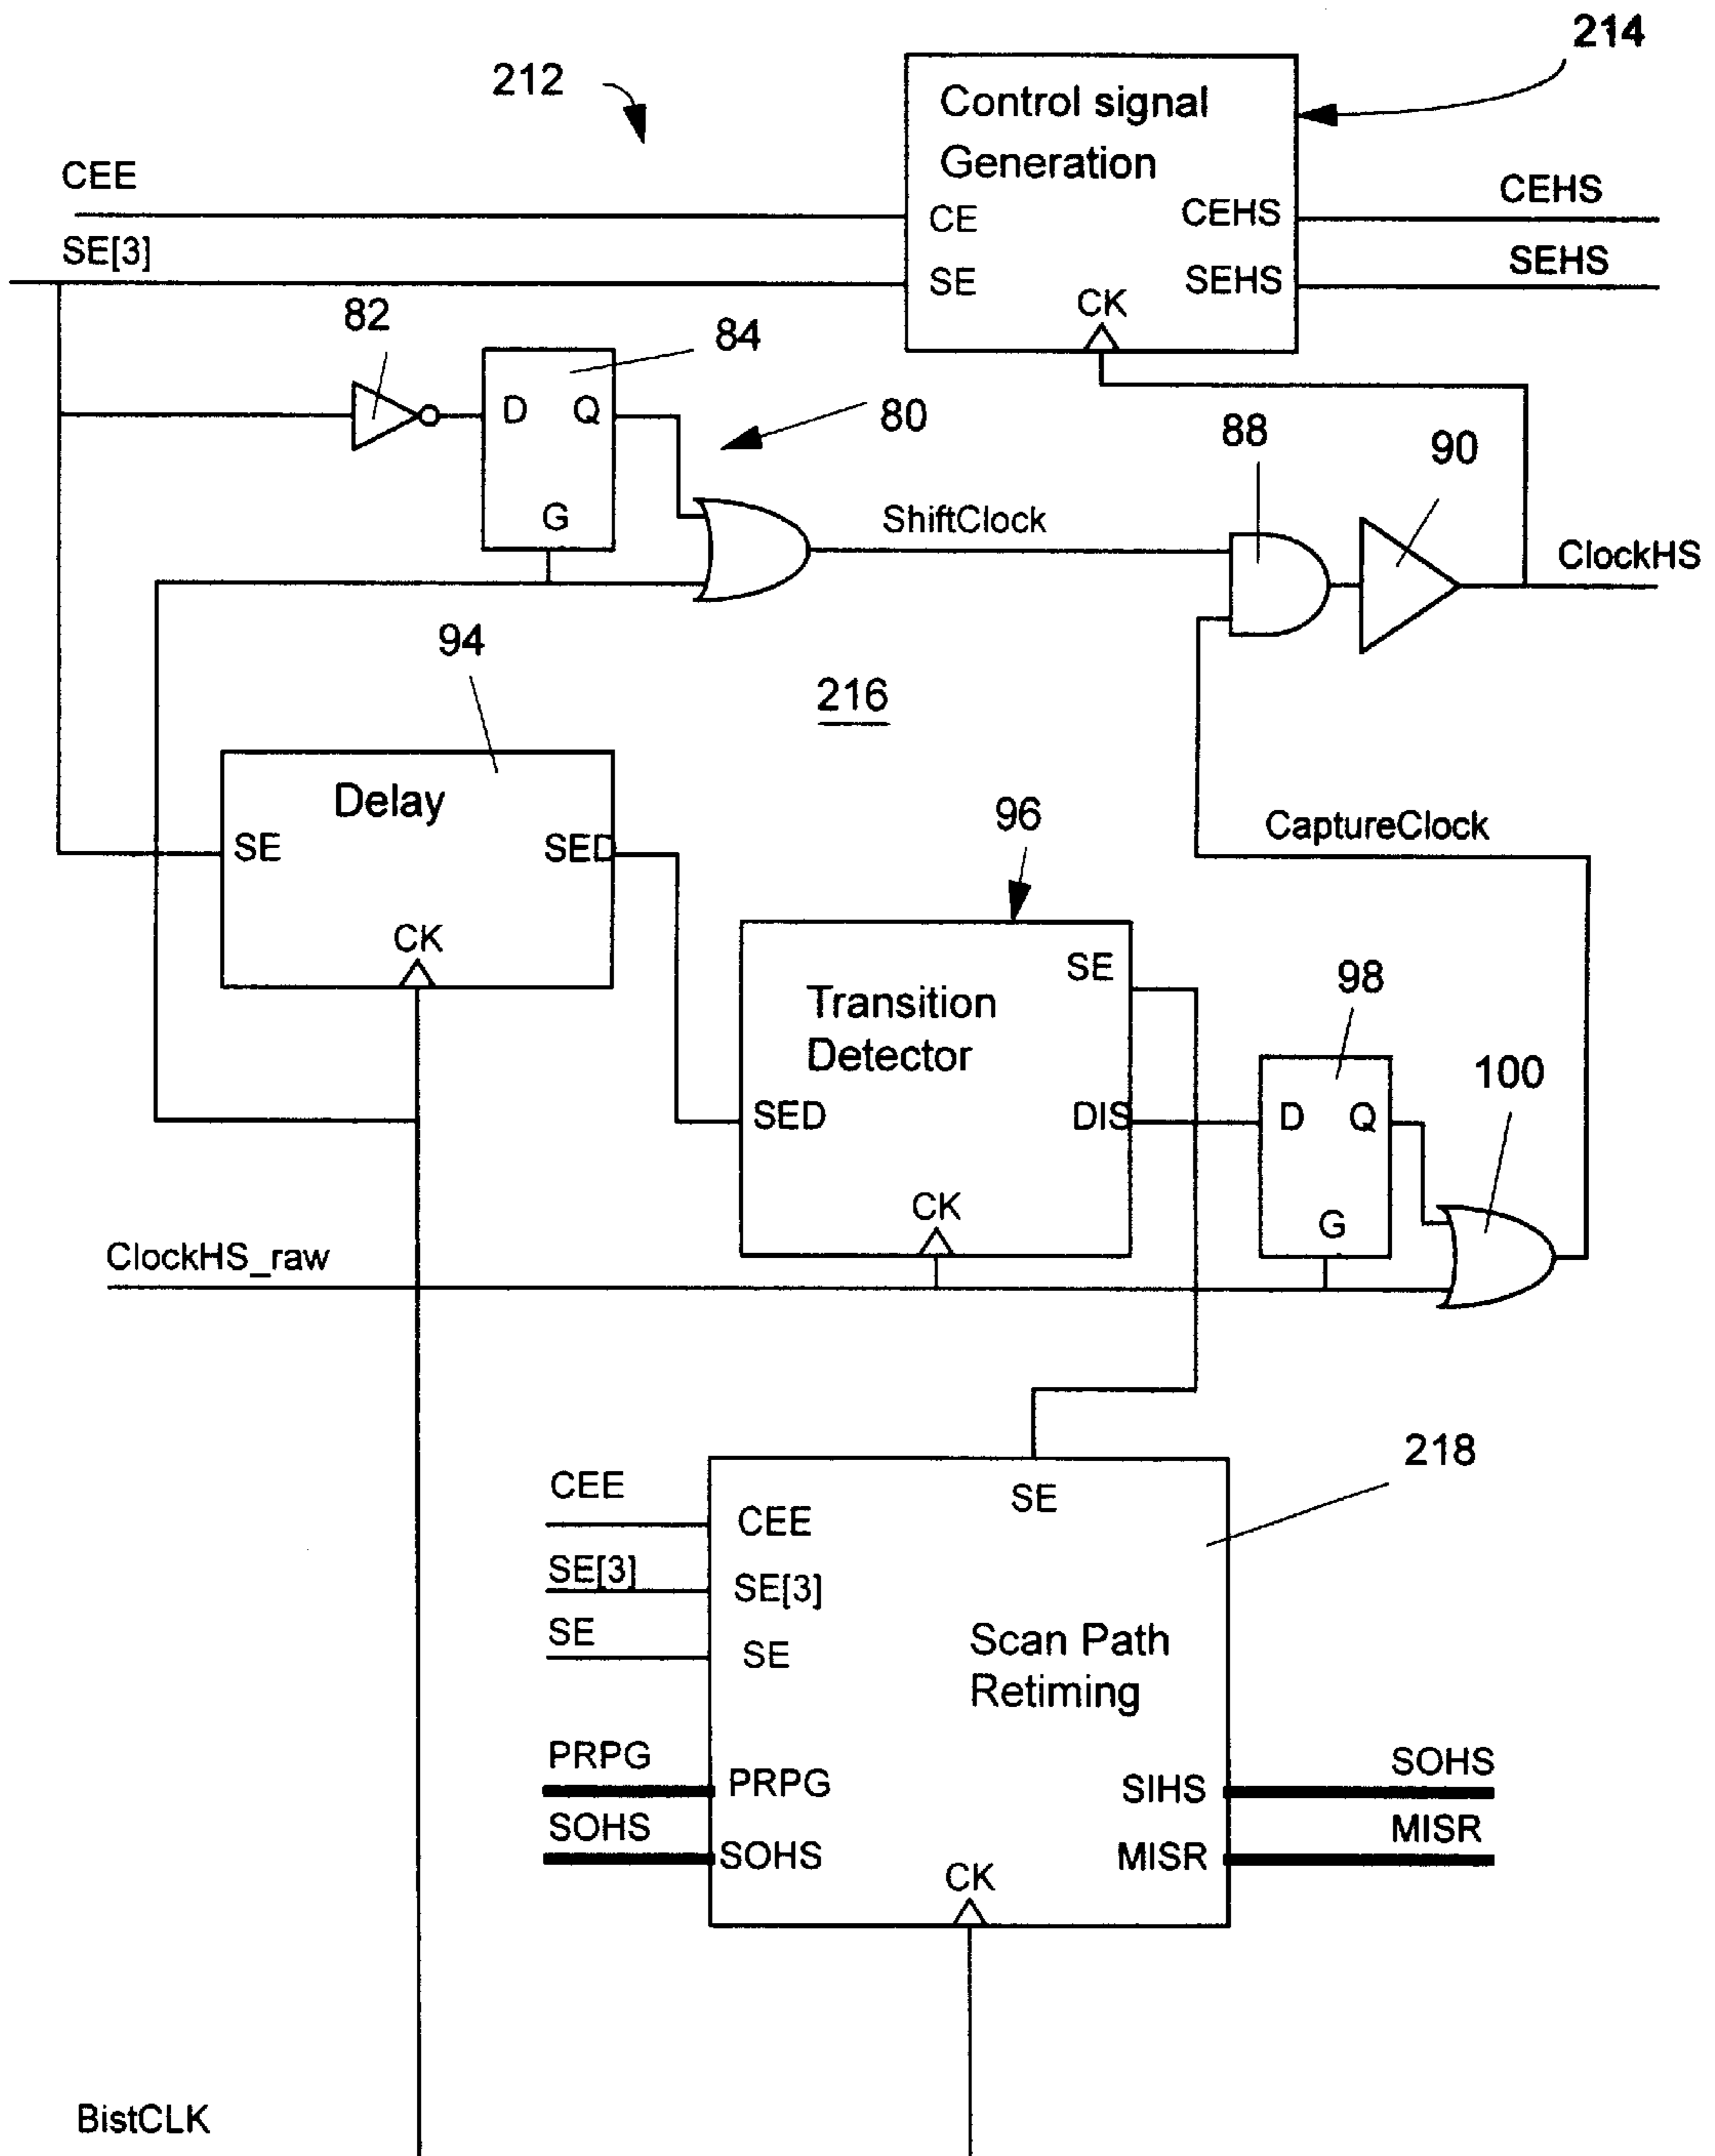 214
212
Control signal
Generation
CEE
CE
CEHS
CEHS
SE[3]
SE
SEHS
SEHS
CK
82
84
80
88
90
D
Q
G
ShiftClock
ClockHS
94
216
Delay
96
CaptureClock
SE
SED
CK
SE
98
Transition
Detector
100
SED
DIS
D
Q
CK
G
ClockHS_raw
218
CEE
SE
CEE
SE[3]
SE[3]
SE
SE
Scan Path
Retiming
PRPG
PRPG
SIHS
SOHS
SOHS
SOHS
MISR
MISR
CK
BistCLK